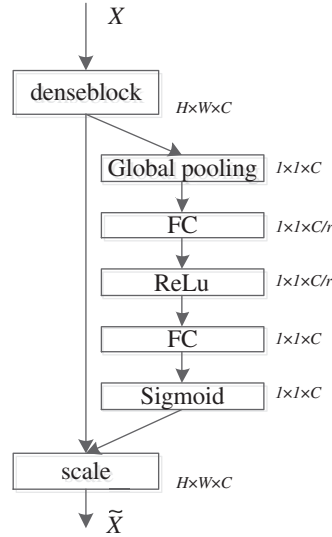 X
denseblock
H×W×C
Global pooling
1×1×C
FC
1×1×C/r
ReLu
1×1×C/r
FC
1×1×C
Sigmoid
1×1×C
scale
H×W×C
X̃